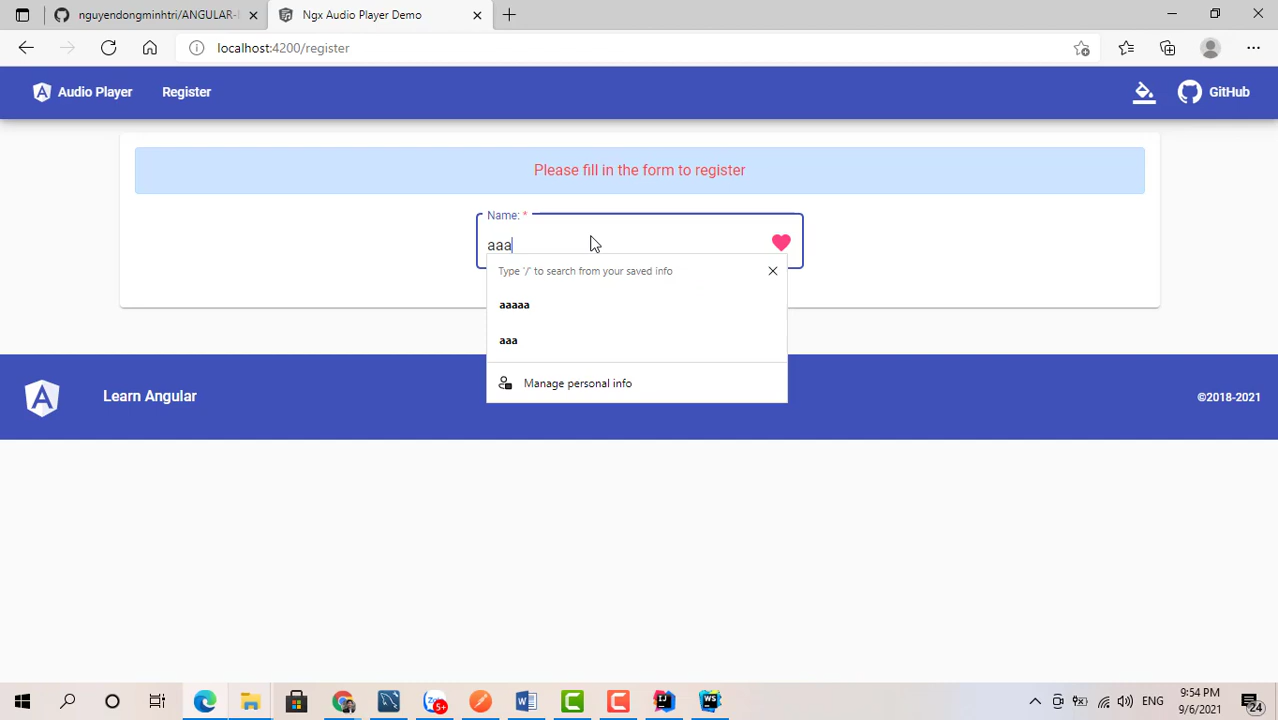 nguyendongminhtri/ANGULAR-
Ngx Audio Player Demo
localhost:4200/register
Audio Player
Register
GitHub
Please fill in the form to register
Name: *
aaa
Type '/' to search from your saved info
aaaaa
aaa
Manage personal info
Learn Angular
©2018-2021
5+
ENG
9:54 PM
9/6/2021
24